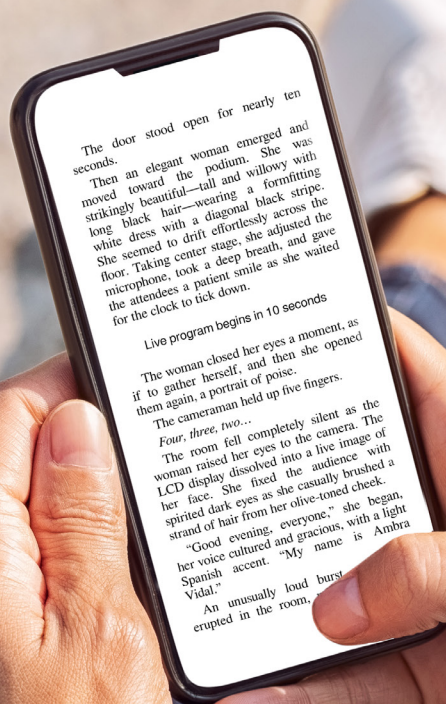 The door stood open for nearly ten
seconds.
Then an elegant woman emerged and
moved toward the podium. She was
strikingly beautiful—tall and willowy with
long black hair—wearing a formfitting
white dress with a diagonal black stripe.
She seemed to drift effortlessly across the
floor. Taking center stage, she adjusted the
microphone, took a deep breath, and gave
the attendees a patient smile as she waited
for the clock to tick down.
Live program begins in 10 seconds
The woman closed her eyes a moment, as
if to gather herself, and then she opened
them again, a portrait of poise.
The cameraman held up five fingers.
Four, three, two…
The room fell completely silent as the
woman raised her eyes to the camera. The
LCD display dissolved into a live image of
her face. She fixed the audience with
spirited dark eyes as she casually brushed a
strand of hair from her olive-toned cheek.
“Good evening, everyone,” she began,
her voice cultured and gracious, with a light
Spanish accent. “My name is Ambra
Vidal.”
An unusually loud burst
erupted in the room,